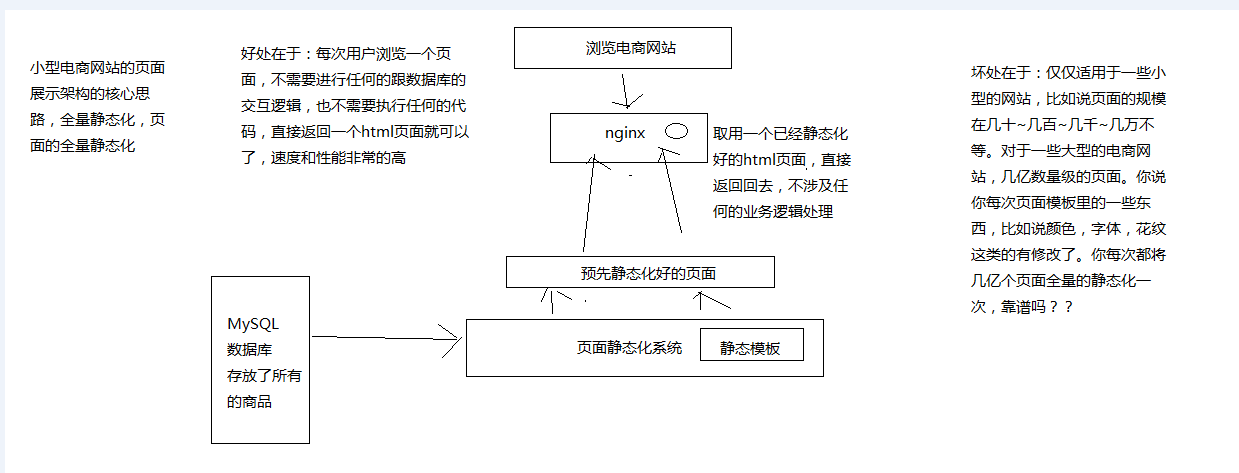 小型电商网站的页面
展示架构的核心思
路，全量静态化，页
面的全量静态化
好处在于：每次用户浏览一个页
面，不需要进行任何的跟数据库的
交互逻辑，也不需要执行任何的代
码，直接返回一个html页面就可以
了，速度和性能非常的高
浏览电商网站
nginx
取用一个已经静态化
好的html页面，直接
返回回去，不涉及任
何的业务逻辑处理
坏处在于：仅仅适用于一些小
型的网站，比如说页面的规模
在几十~几百~几千~几万不
等。对于一些大型的电商网
站，几亿数量级的页面。你说
你每次页面模板里的一些东
西，比如说颜色，字体，花纹
这类的有修改了。你每次都将
几亿个页面全量的静态化一
次，靠谱吗？？
预先静态化好的页面
MySQL
数据库
存放了所有
的商品
页面静态化系统
静态模板